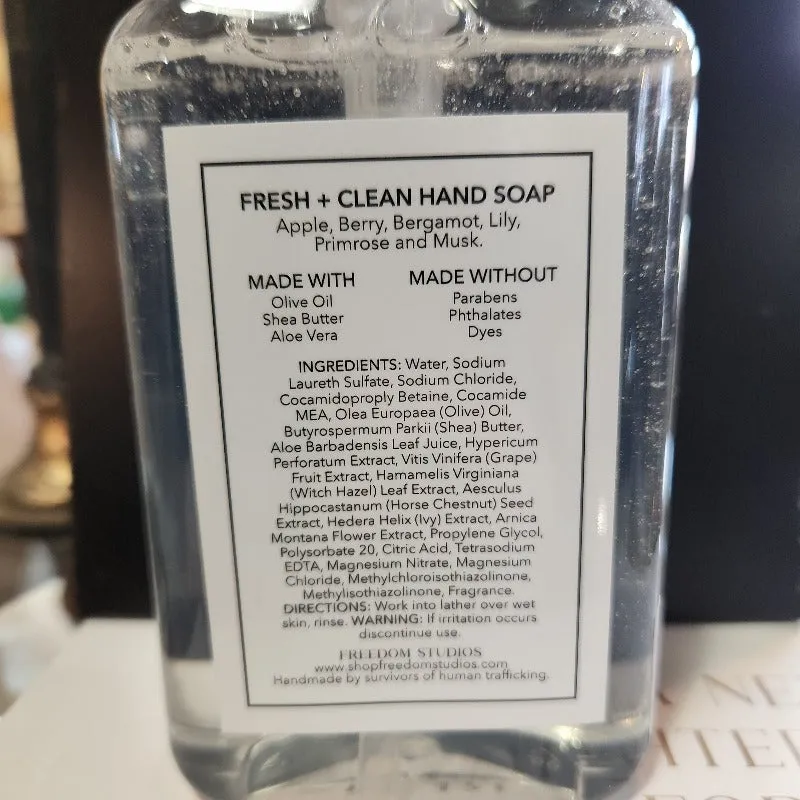 FRESH + CLEAN HAND SOAP
Apple, Berry, Bergamot, Lily,
Primrose and Musk.
MADE WITH
Olive Oil
Shea Butter
Aloe Vera
MADE WITHOUT
Parabens
Phthalates
Dyes
INGREDIENTS: Water, Sodium
Laureth Sulfate, Sodium Chloride,
Cocamidoproply Betaine, Cocamide
MEA, Olea Europaea (Olive) Oil,
Butyrospermum Parkii (Shea) Butter,
Aloe Barbadensis Leaf Juice, Hypericum
Perforatum Extract, Vitis Vinifera (Grape)
Fruit Extract, Hamamelis Virginiana
(Witch Hazel) Leaf Extract, Aesculus
Hippocastanum (Horse Chestnut) Seed
Extract, Hedera Helix (Ivy) Extract, Arnica
Montana Flower Extract, Propylene Glycol,
Polysorbate 20, Citric Acid, Tetrasodium
EDTA, Magnesium Nitrate, Magnesium
Chloride, Methylchloroisothiazolinone,
Methylisothiazolinone, Fragrance.
DIRECTIONS: Work into lather over wet
skin, rinse. WARNING: If irritation occurs
discontinue use.
FREEDOM STUDIOS
www.shopfreedomstudios.com
Handmade by survivors of human trafficking.